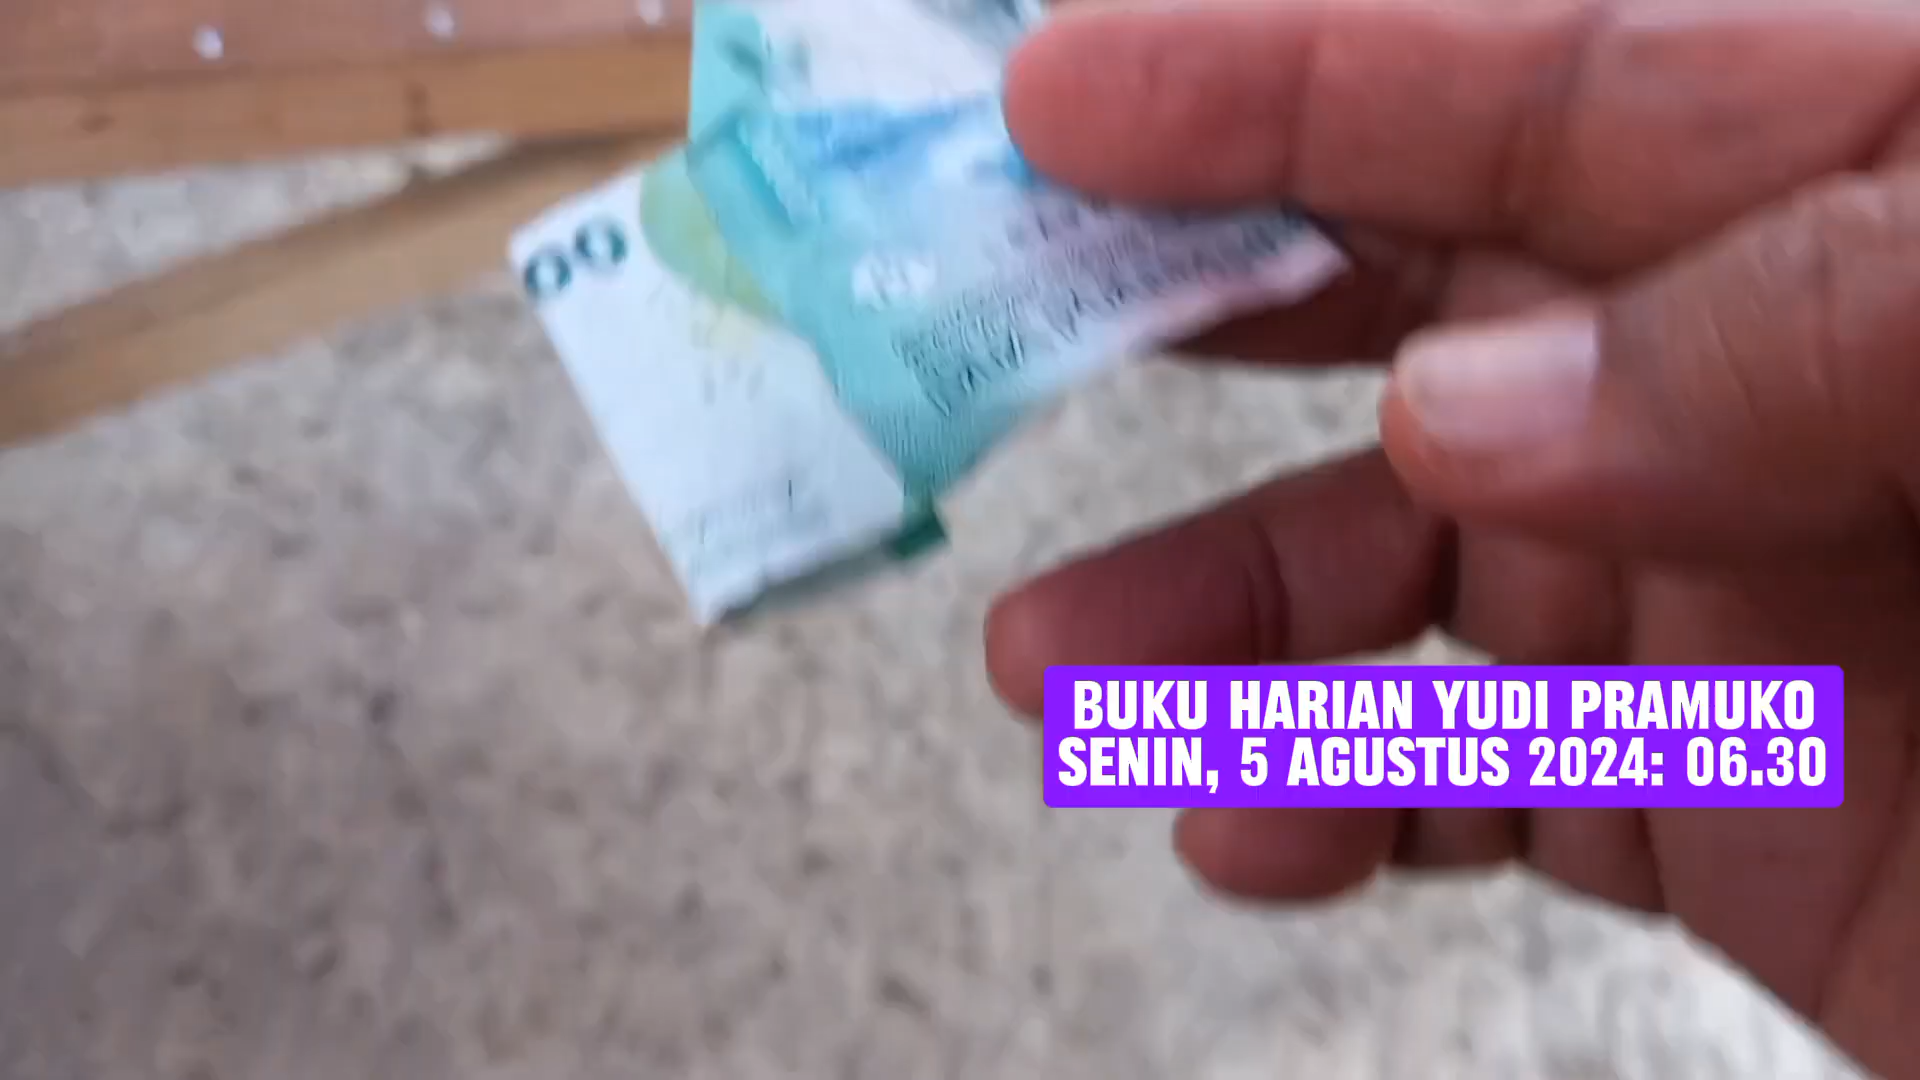 BUKU HARIAN YUDI PRAMUKO
SENIN, 5 AGUSTUS 2024: 06.30